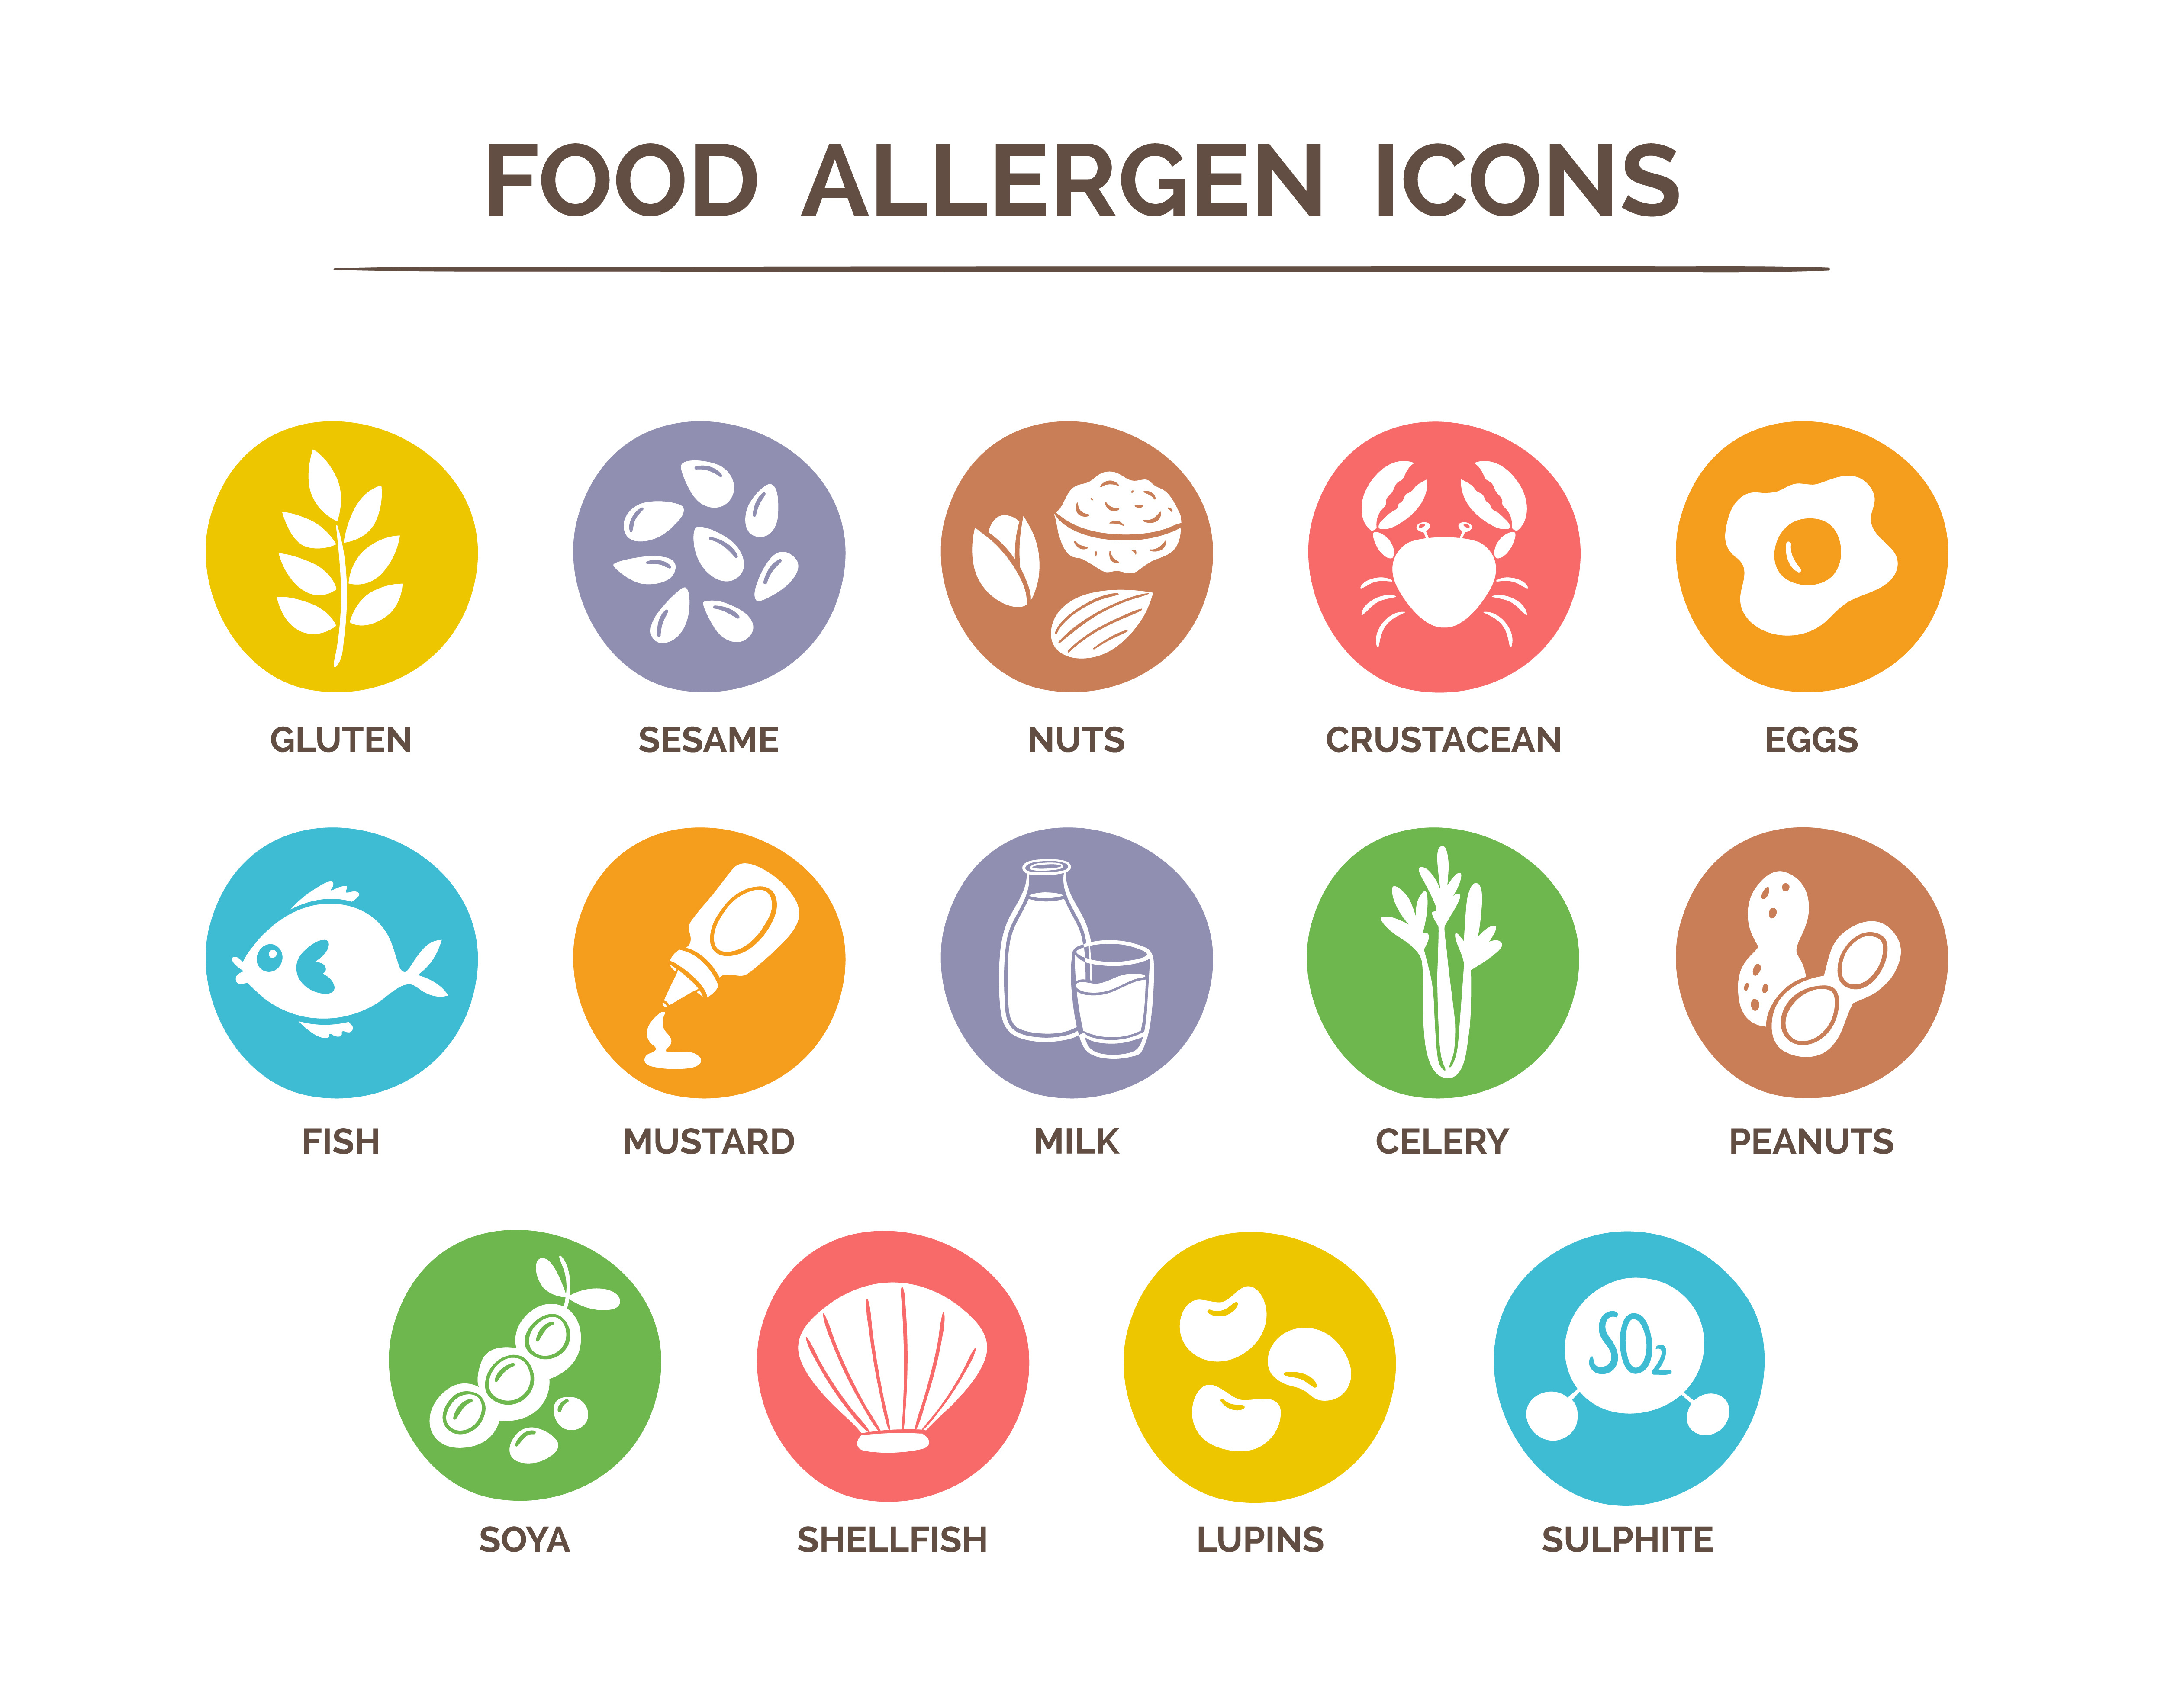 FOOD ALLERGEN ICONS
GLUTEN
SESAME
NUTS
CRUSTACEAN
EGGS
FISH
MUSTARD
MILK
CELERY
PEANUTS
SO2
SOYA
SHELLFISH
LUPINS
SULPHITE